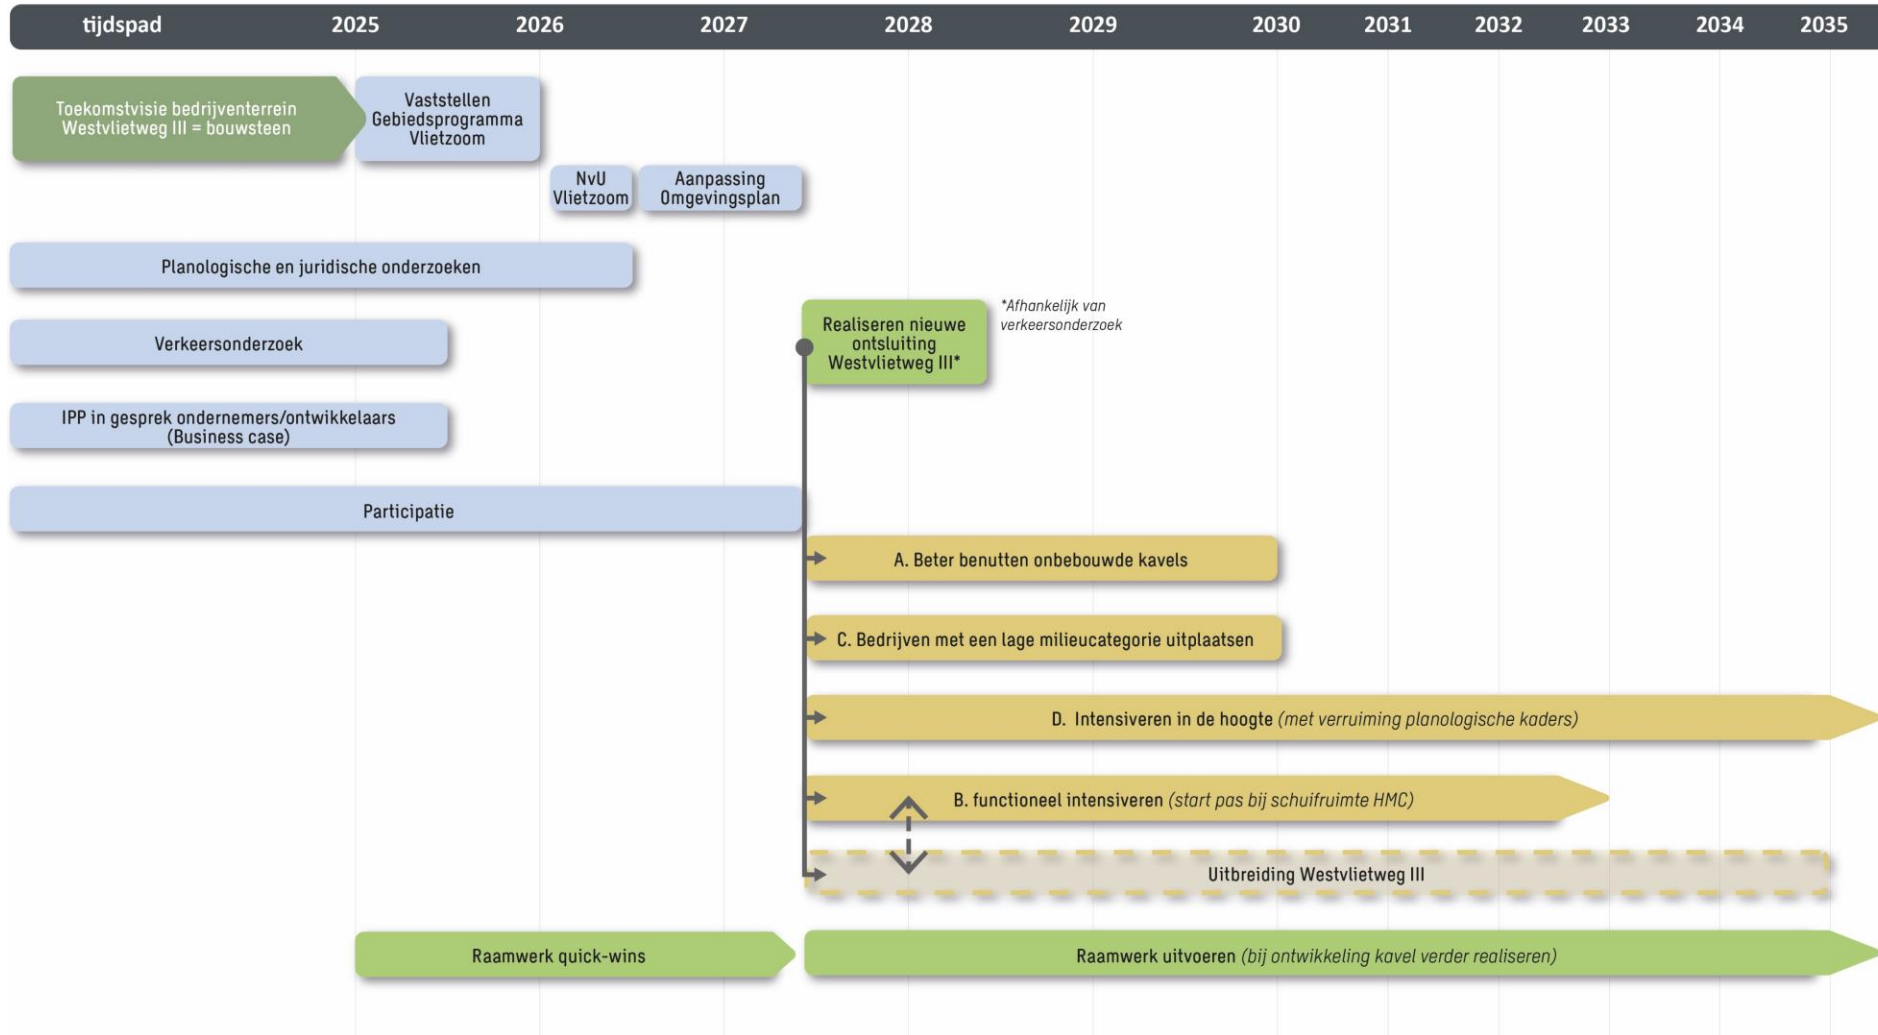 tijdspad 2025 2026 2027 2028 2029 2030 2031 2032 2033 2034 2035
Toekomstvisie bedrijventerrein
Westvlietweg III = bouwsteen
Vaststellen
Gebiedsprogramma
Vlietzoom
NvU
Vlietzoom
Aanpassing
Omgevingsplan
Planologische en juridische onderzoeken
Realiseren nieuwe
ontsluiting
Westvlietweg III*
*Afhankelijk van
verkeersonderzoek
Verkeersonderzoek
IPP in gesprek ondernemers/ontwikkelaars
(Business case)
Participatie
A. Beter benutten onbebouwde kavels
C. Bedrijven met een lage milieucategorie uitplaatsen
D. Intensiveren in de hoogte (met verruiming planologische kaders)
B. functioneel intensiveren (start pas bij schuifruimte HMC)
Uitbreiding Westvlietweg III
Raamwerk quick-wins
Raamwerk uitvoeren (bij ontwikkeling kavel verder realiseren)